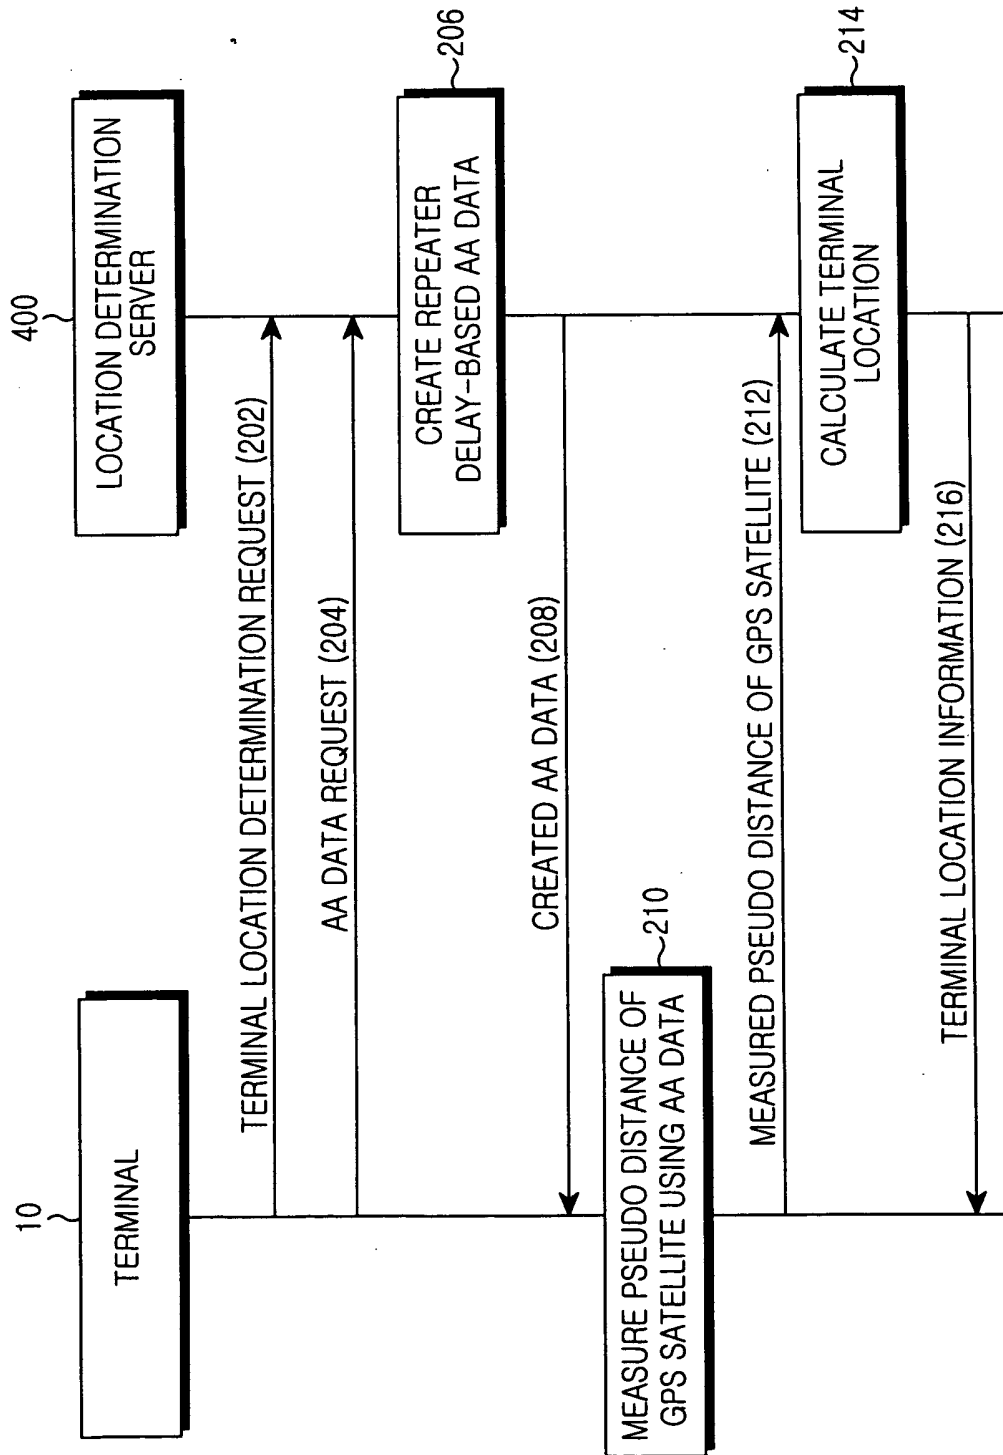 10
TERMINAL
400
LOCATION DETERMINATION
SERVER
TERMINAL LOCATION DETERMINATION REQUEST (202)
AA DATA REQUEST (204)
CREATE REPEATER
DELAY-BASED AA DATA
206
CREATED AA DATA (208)
MEASURE PSEUDO DISTANCE OF
GPS SATELLITE USING AA DATA
210
MEASURED PSEUDO DISTANCE OF GPS SATELLITE (212)
CALCULATE TERMINAL
LOCATION
214
TERMINAL LOCATION INFORMATION (216)